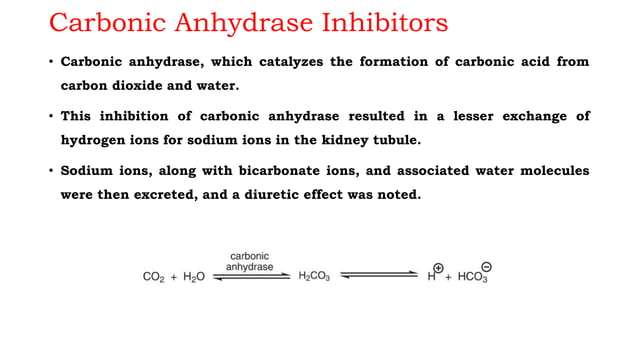 Carbonic Anhydrase Inhibitors
• Carbonic anhydrase, which catalyzes the formation of carbonic acid from
carbon dioxide and water.
• This inhibition of carbonic anhydrase resulted in a lesser exchange of
hydrogen ions for sodium ions in the kidney tubule.
• Sodium ions, along with bicarbonate ions, and associated water molecules
were then excreted, and a diuretic effect was noted.
carbonic
anhydrase
CO₂ + H₂O ⇌ H₂CO₃ ⇌ H⊕ + HCO₃⊖